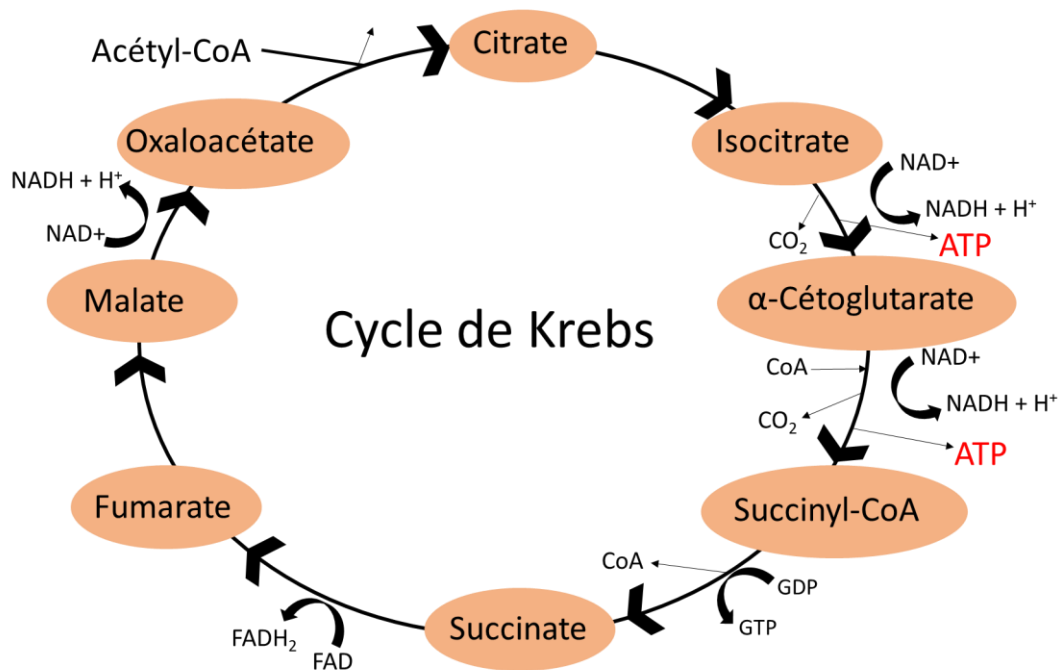 Acétyl-CoA
Citrate
Isocitrate
NAD+
NADH + H⁺
CO₂
ATP
α-Cétoglutarate
CoA
NAD+
NADH + H⁺
CO₂
ATP
Succinyl-CoA
CoA
GDP
GTP
Succinate
FAD
FADH₂
Fumarate
Malate
NAD+
NADH + H⁺
Oxaloacétate
Cycle de Krebs